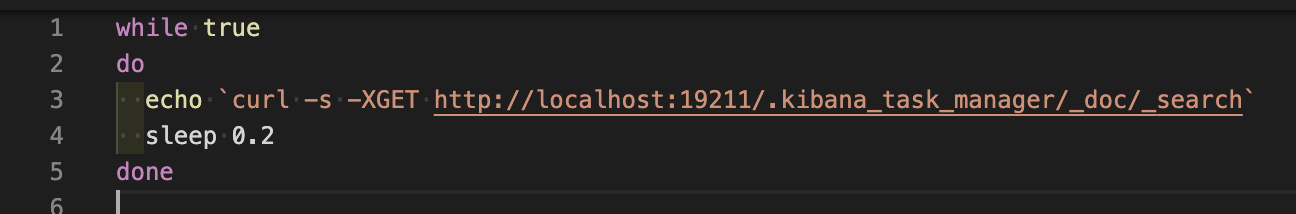 1 while true
2 do
3   echo `curl -s -XGET http://localhost:19211/.kibana_task_manager/_doc/_search`
4   sleep 0.2
5 done
6